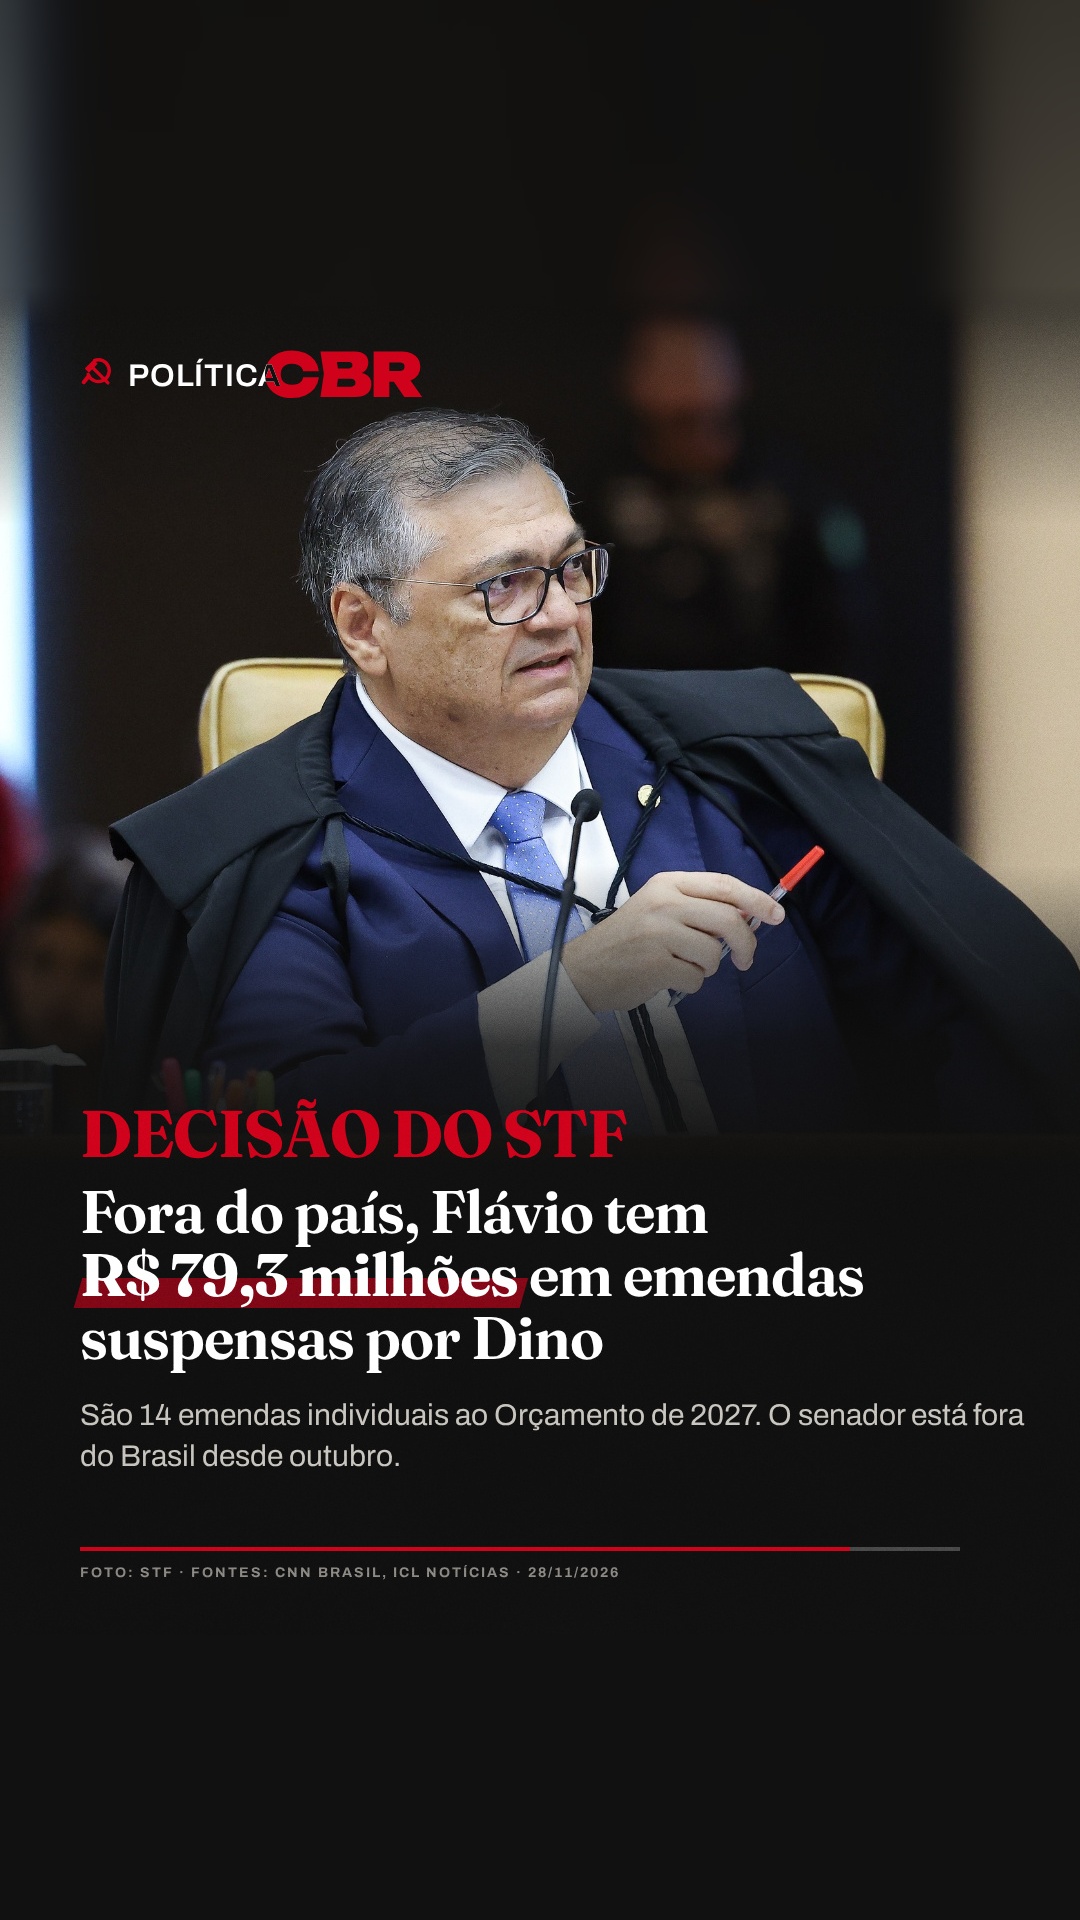 POLÍTICA CBR
DECISÃO DO STF
Fora do país, Flávio tem
R$ 79,3 milhões em emendas
suspensas por Dino
São 14 emendas individuais ao Orçamento de 2027. O senador está fora
do Brasil desde outubro.
FOTO: STF · FONTES: CNN BRASIL, ICL NOTÍCIAS · 28/11/2026